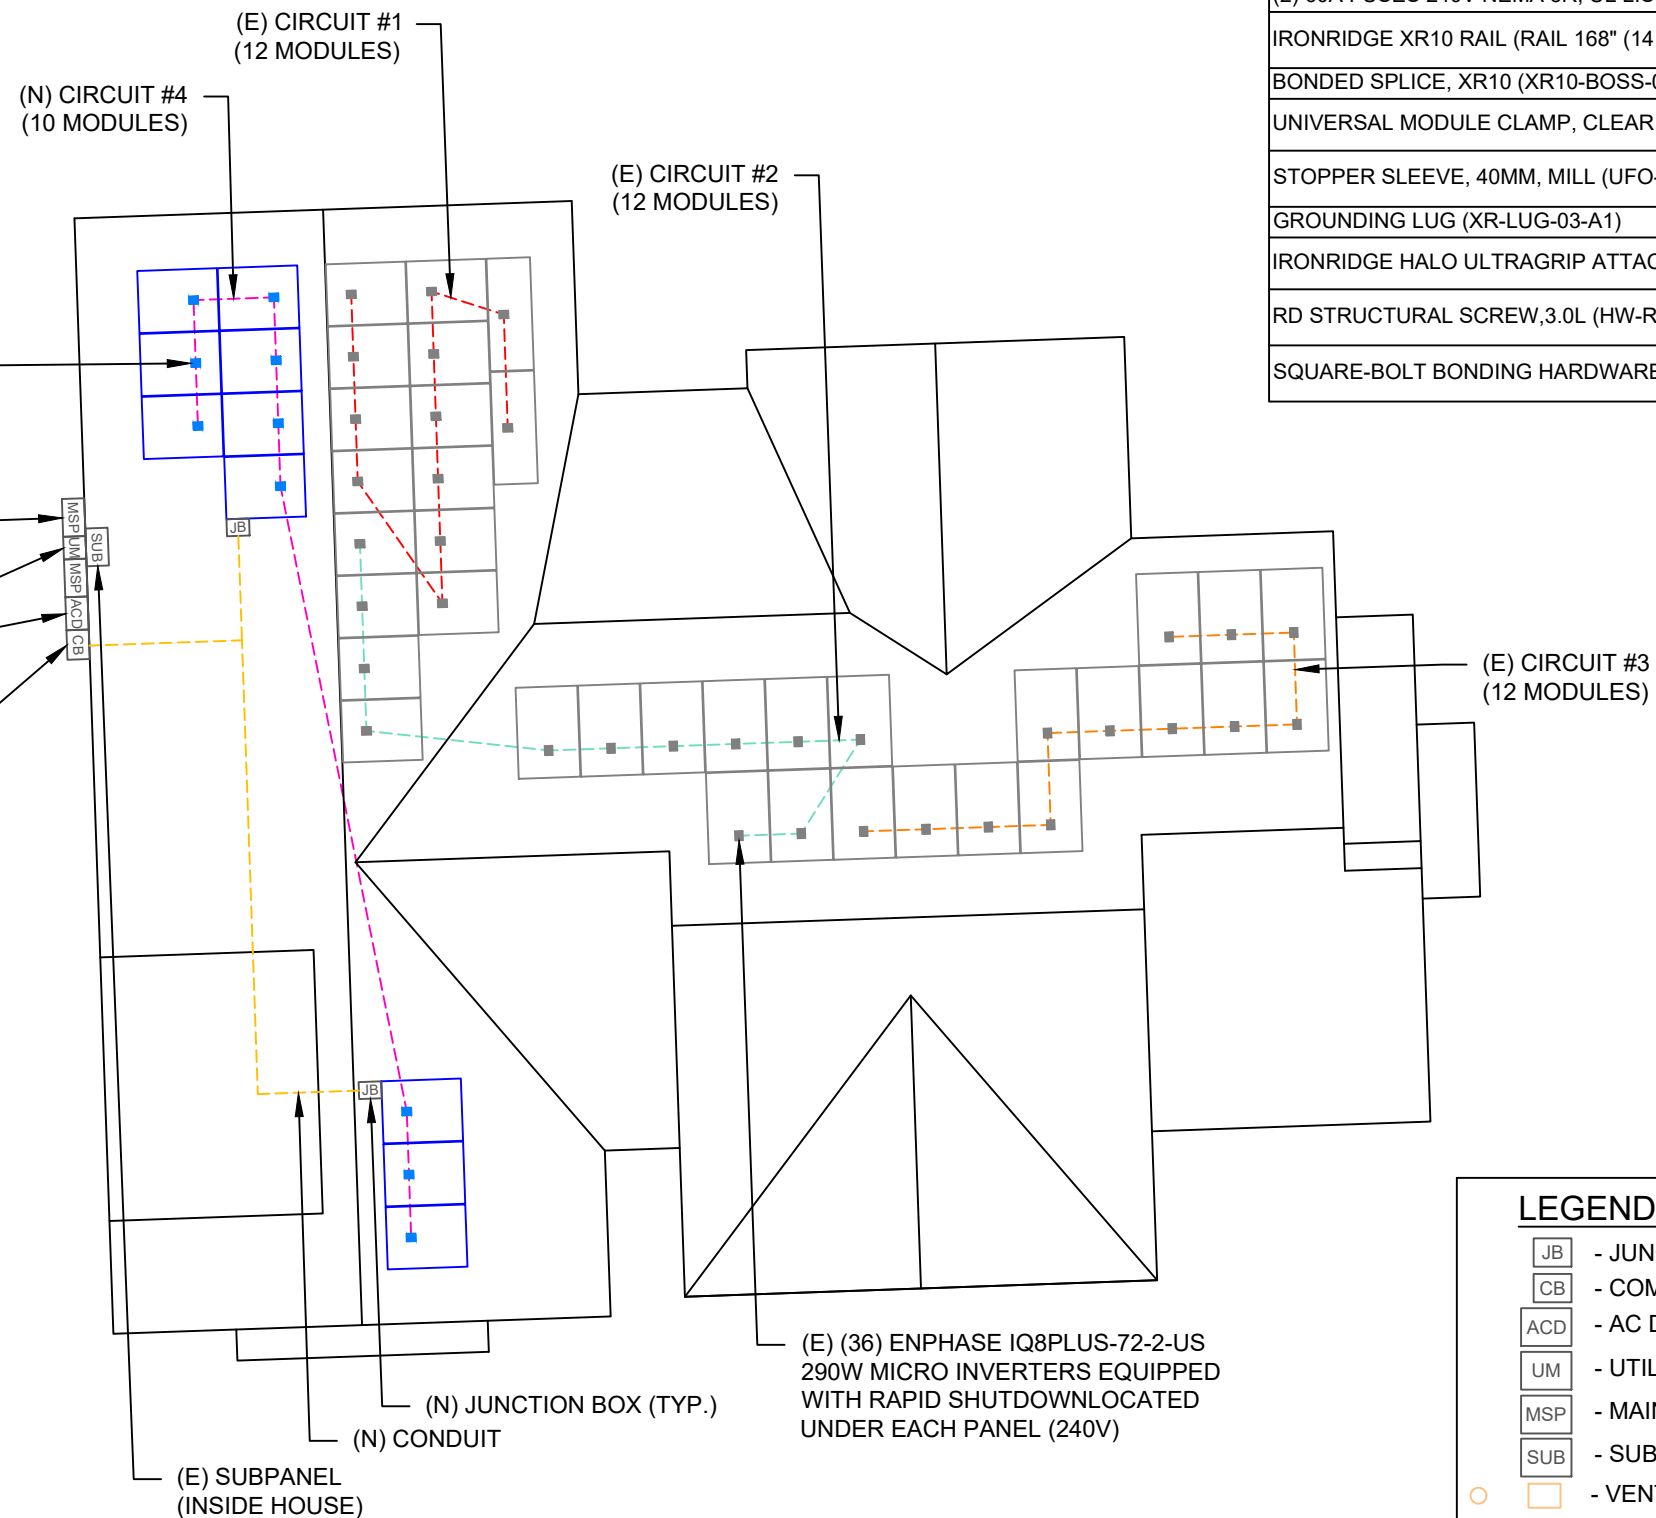 (E) CIRCUIT #1
(12 MODULES)
(N) CIRCUIT #4
(10 MODULES)
(E) CIRCUIT #2
(12 MODULES)
IRONRIDGE XR10 RAIL (RAIL 168" (14
BONDED SPLICE, XR10 (XR10-BOSS-0
UNIVERSAL MODULE CLAMP, CLEAR
STOPPER SLEEVE, 40MM, MILL (UFO-
GROUNDING LUG (XR-LUG-03-A1)
IRONRIDGE HALO ULTRAGRIP ATTAC
RD STRUCTURAL SCREW,3.0L (HW-R
SQUARE-BOLT BONDING HARDWARE
MSP
UM
MSP
ACD
CB
SUB
JB
(E) CIRCUIT #3
(12 MODULES)
JB
(E) (36) ENPHASE IQ8PLUS-72-2-US
290W MICRO INVERTERS EQUIPPED
WITH RAPID SHUTDOWNLOCATED
UNDER EACH PANEL (240V)
(N) JUNCTION BOX (TYP.)
(N) CONDUIT
(E) SUBPANEL
(INSIDE HOUSE)
LEGEND
JB - JUN
CB - COM
ACD - AC D
UM - UTIL
MSP - MAIN
SUB - SUB
- VENT